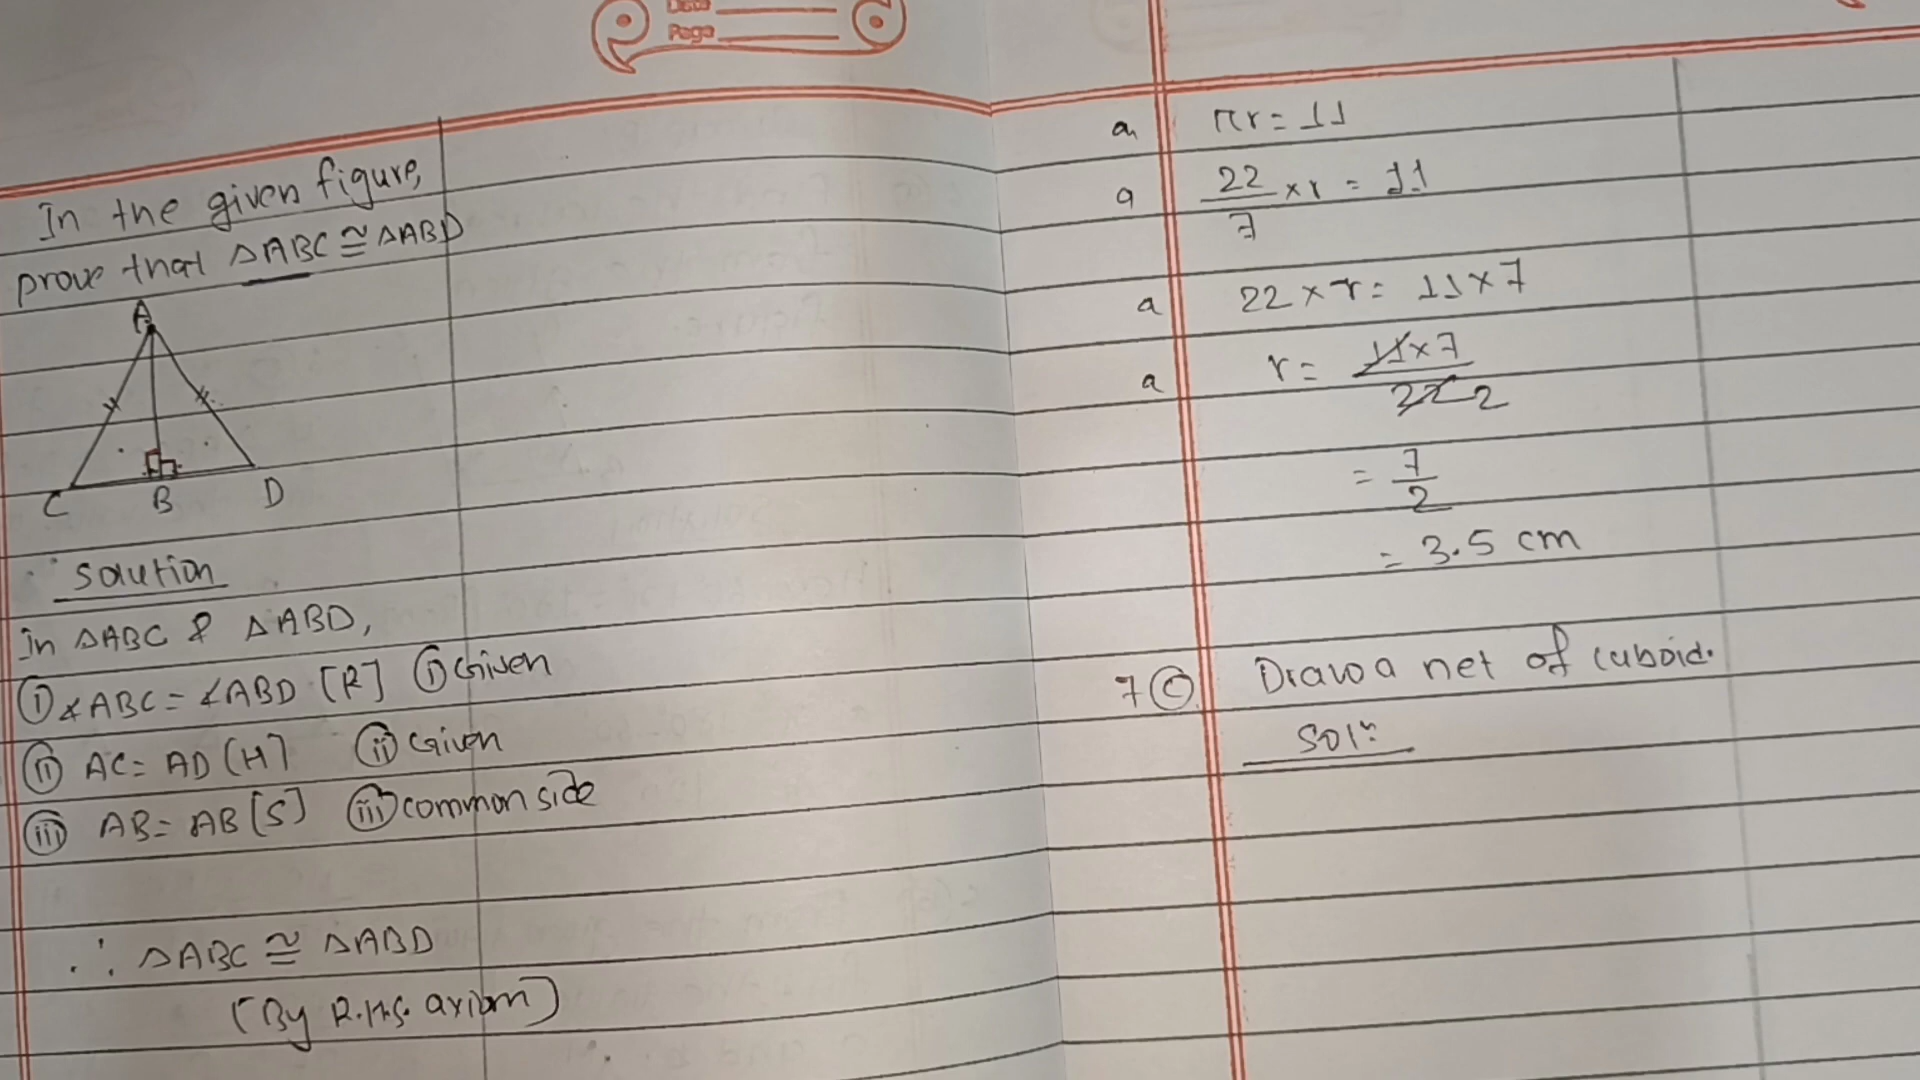 Date
Page
In the given figure,
prove that △ABC ≅ △ABD
A
C B D
Solution
In △ABC & △ABD,
(i) ∡ABC = ∡ABD [R] (i) Given
(ii) AC = AD (H] (ii) Given
(iii) AB = AB [S] (iii) common side
∴ △ABC ≅ △ABD
(By R.H.S. axiom)
a, πr = 11
a 22/7 × r = 11
a 22 × r = 11 × 7
a r = 11×7/22 2
= 7/2
= 3.5 cm
7 (C). Draw a net of cuboid.
Solⁿ